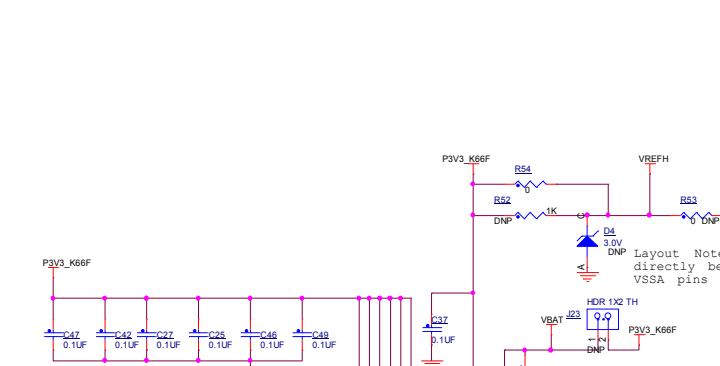 P3V3_K66F
VREFH
R54
0
R52
R53
DNP
1K
0
DNP
C
D4
3.0V
DNP
A
Layout Note
directly be
VSSA pins
P3V3_K66F
HDR 1X2 TH
J23
VBAT
P3V3_K66F
1
2
DNP
C37
0.1UF
C47
0.1UF
C42
0.1UF
C27
0.1UF
C25
0.1UF
C46
0.1UF
C49
0.1UF